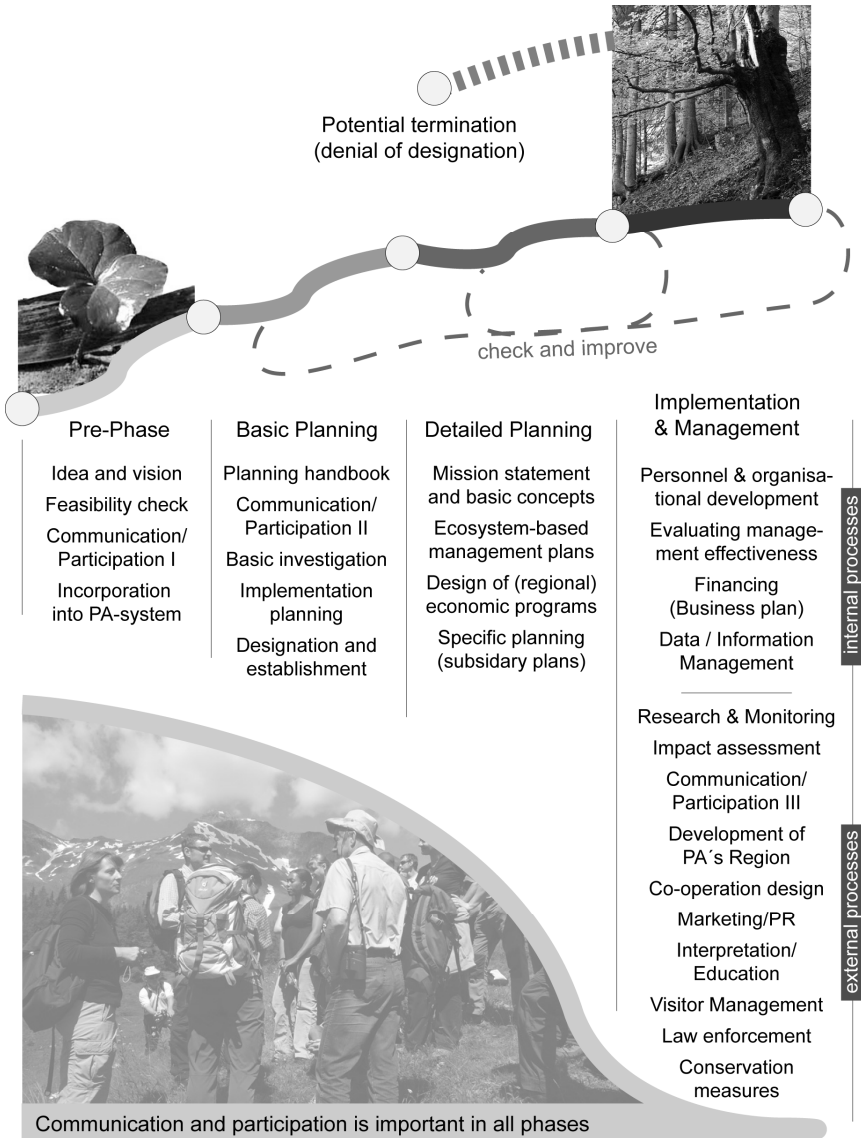 Potential termination
(denial of designation)
check and improve
Pre-Phase
Idea and vision
Feasibility check
Communication/
Participation I
Incorporation
into PA-system
Basic Planning
Planning handbook
Communication/
Participation II
Basic investigation
Implementation
planning
Designation and
establishment
Detailed Planning
Mission statement
and basic concepts
Ecosystem-based
management plans
Design of (regional)
economic programs
Specific planning
(subsidary plans)
Implementation
& Management
Personnel & organisa-
tional development
Evaluating manage-
ment effectiveness
Financing
(Business plan)
Data / Information
Management
internal processes
Research & Monitoring
Impact assessment
Communication/
Participation III
Development of
PA´s Region
Co-operation design
Marketing/PR
Interpretation/
Education
Visitor Management
Law enforcement
Conservation
measures
external processes
Communication and participation is important in all phases